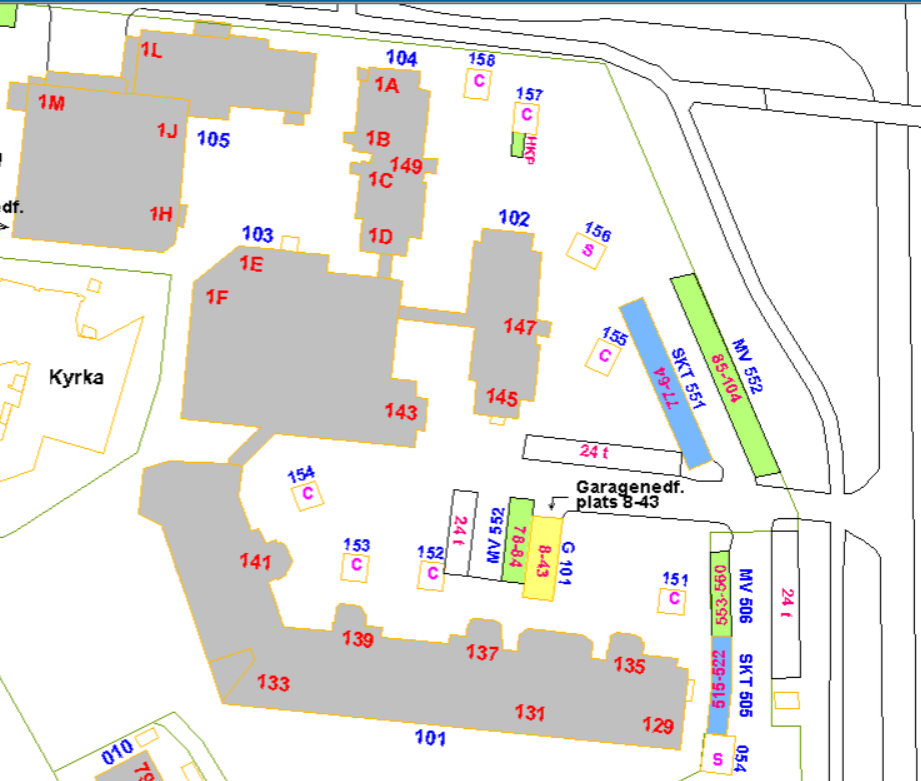 1L
104
158
C
1A
157
C
1M
1J
105
1B
HKP
149
1C
edf.
1H
1D
102
103
156
S
1E
1F
147
155
C
MV 552
85-104
SKT 551
77-64
Kyrka
145
143
24 t
154
C
Garagenedf.
plats 8-43
24 t
MV 552
78-84
8-43
G 101
153
C
152
C
141
151
C
553-560
MV 506
24 t
139
137
135
133
131
129
515-522
SKT 505
101
010
79
S
054